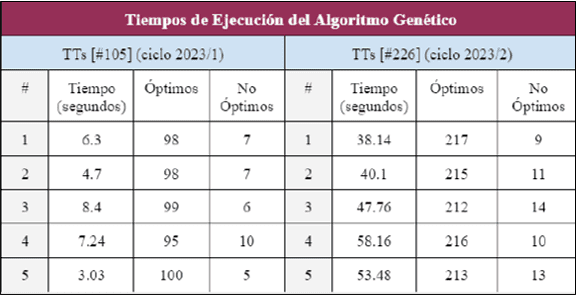 Tiempos de Ejecución del Algoritmo Genético
TTs [#105] (ciclo 2023/1) TTs [#226] (ciclo 2023/2)
# Tiempo (segundos) Óptimos No Óptimos # Tiempo (segundos) Óptimos No Óptimos
1 6.3 98 7 1 38.14 217 9
2 4.7 98 7 2 40.1 215 11
3 8.4 99 6 3 47.76 212 14
4 7.24 95 10 4 58.16 216 10
5 3.03 100 5 5 53.48 213 13